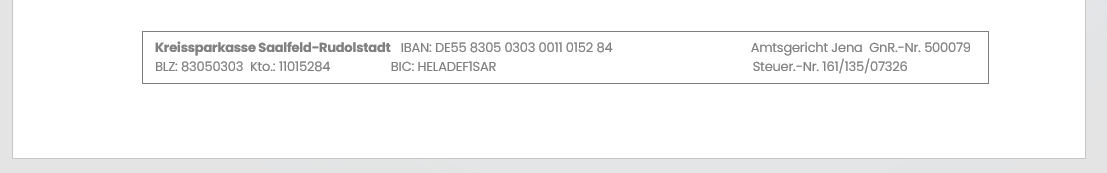 Kreissparkasse Saalfeld-Rudolstadt IBAN: DE55 8305 0303 0011 0152 84 Amtsgericht Jena GnR.-Nr. 500079
BLZ: 83050303 Kto.: 11015284 BIC: HELADEF1SAR Steuer.-Nr. 161/135/07326